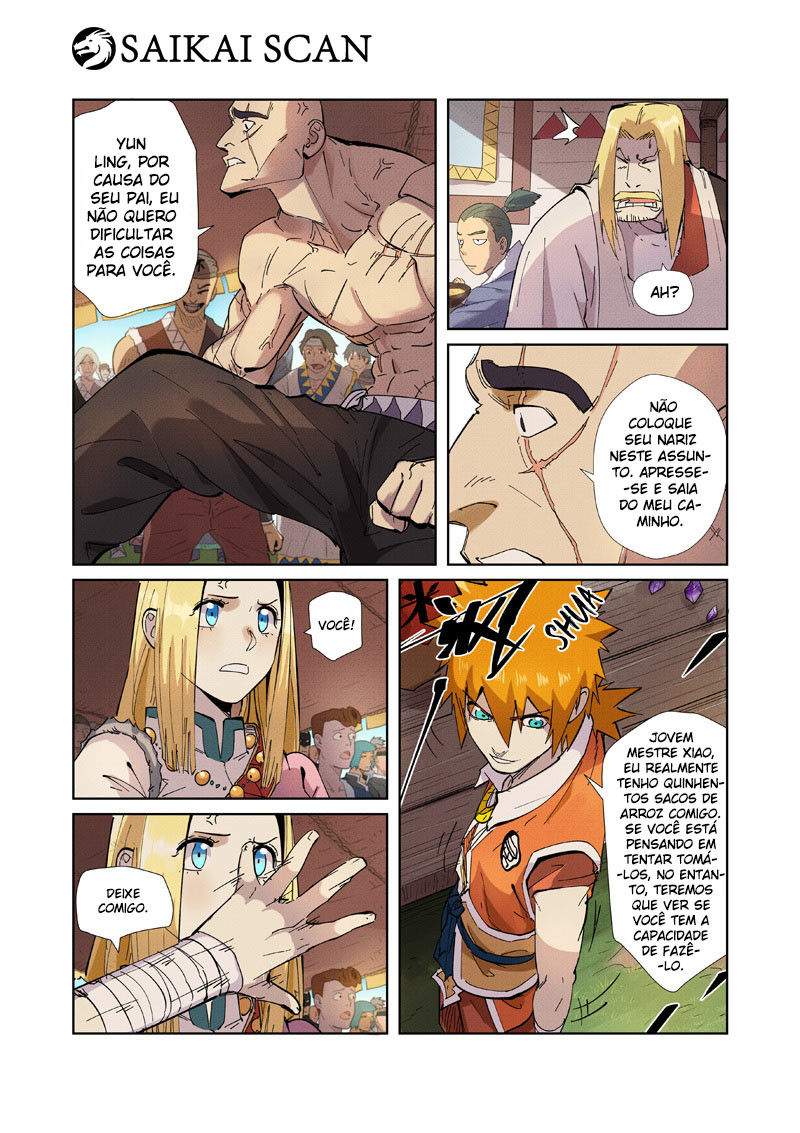 SAIKAI SCAN
YUN
LING, POR
CAUSA DO
SEU PAI, EU
NÃO QUERO
DIFICULTAR
AS COISAS
PARA VOCÊ.
AH?
NÃO
COLOQUE
SEU NARIZ
NESTE ASSUN-
TO. APRESSE-
-SE E SAIA
DO MEU CA-
MINHO.
VOCÊ!
DEIXE
COMIGO.
SHUA
JOVEM
MESTRE XIAO,
EU REALMENTE
TENHO QUINHEN-
TOS SACOS DE
ARROZ COMIGO.
SE VOCÊ ESTÁ
PENSANDO EM
TENTAR TOMÁ-
-LOS, NO ENTAN-
TO, TEREMOS
QUE VER SE
VOCÊ TEM A
CAPACIDADE
DE FAZÊ-
-LO.